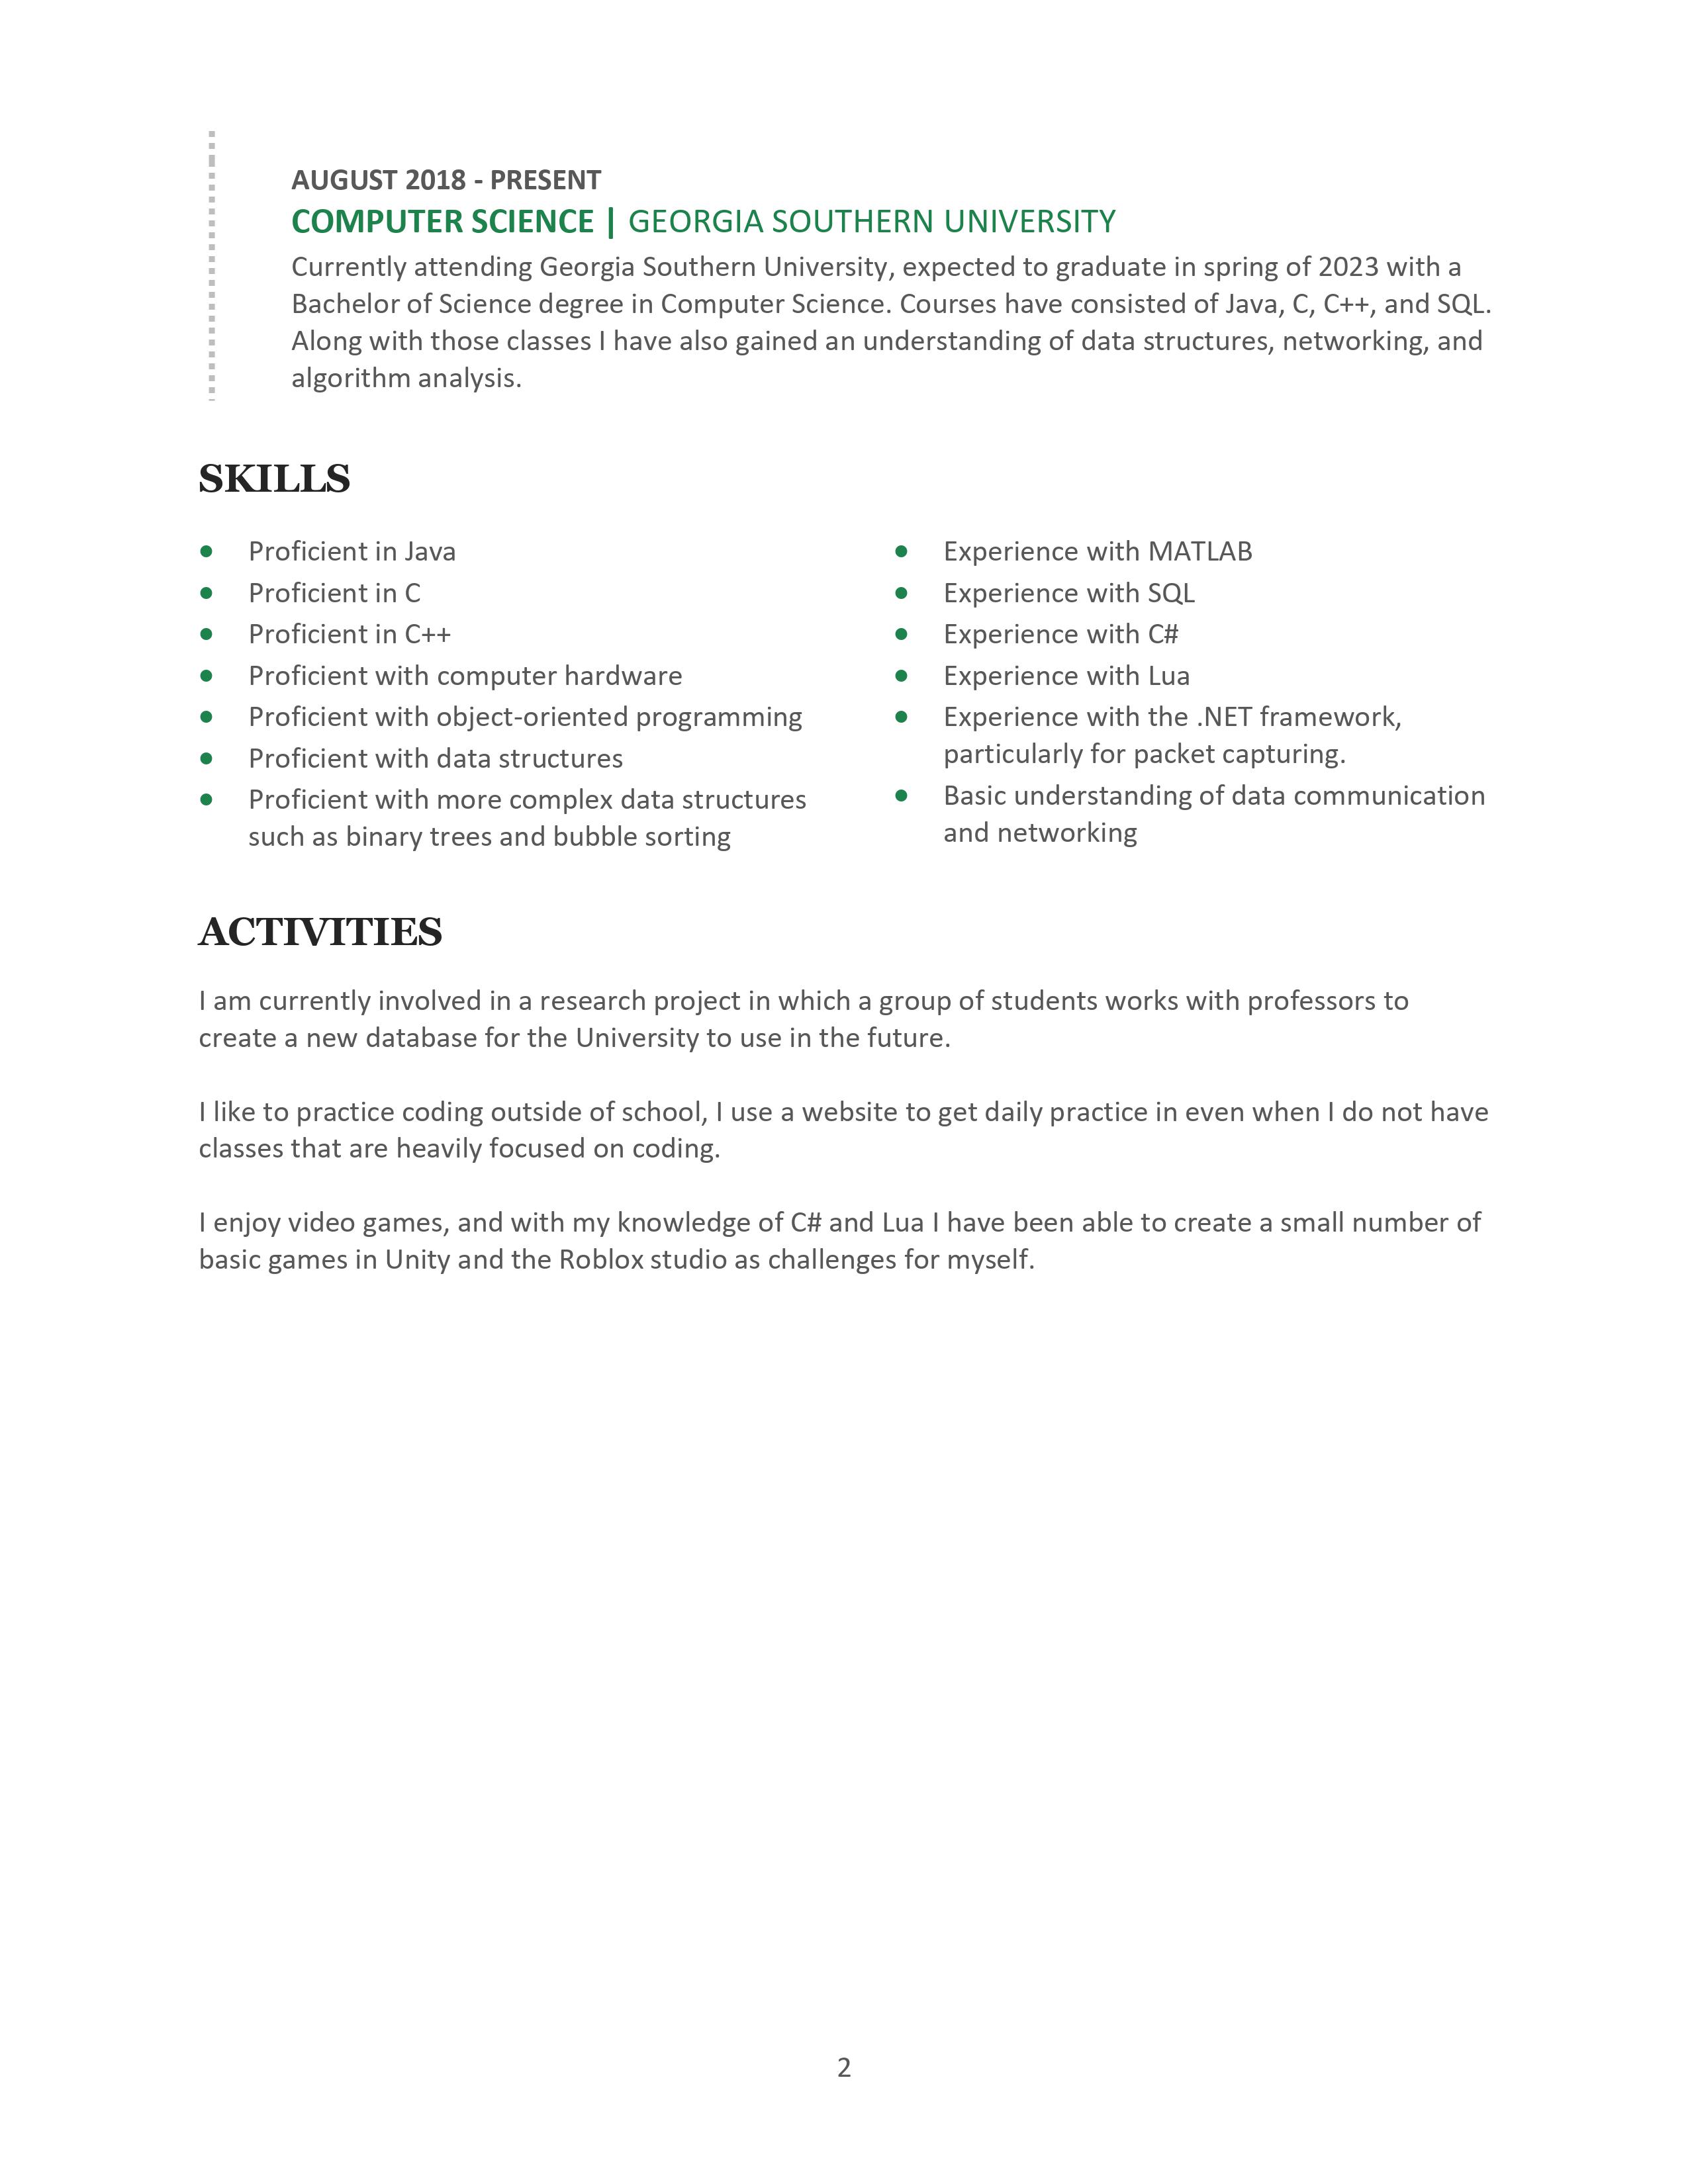 AUGUST 2018 - PRESENT
COMPUTER SCIENCE | GEORGIA SOUTHERN UNIVERSITY
Currently attending Georgia Southern University, expected to graduate in spring of 2023 with a
Bachelor of Science degree in Computer Science. Courses have consisted of Java, C, C++, and SQL.
Along with those classes I have also gained an understanding of data structures, networking, and
algorithm analysis.
SKILLS
• Proficient in Java
• Proficient in C
• Proficient in C++
• Proficient with computer hardware
• Proficient with object-oriented programming
• Proficient with data structures
• Proficient with more complex data structures
such as binary trees and bubble sorting
• Experience with MATLAB
• Experience with SQL
• Experience with C#
• Experience with Lua
• Experience with the .NET framework,
particularly for packet capturing.
• Basic understanding of data communication
and networking
ACTIVITIES
I am currently involved in a research project in which a group of students works with professors to
create a new database for the University to use in the future.
I like to practice coding outside of school, I use a website to get daily practice in even when I do not have
classes that are heavily focused on coding.
I enjoy video games, and with my knowledge of C# and Lua I have been able to create a small number of
basic games in Unity and the Roblox studio as challenges for myself.
2